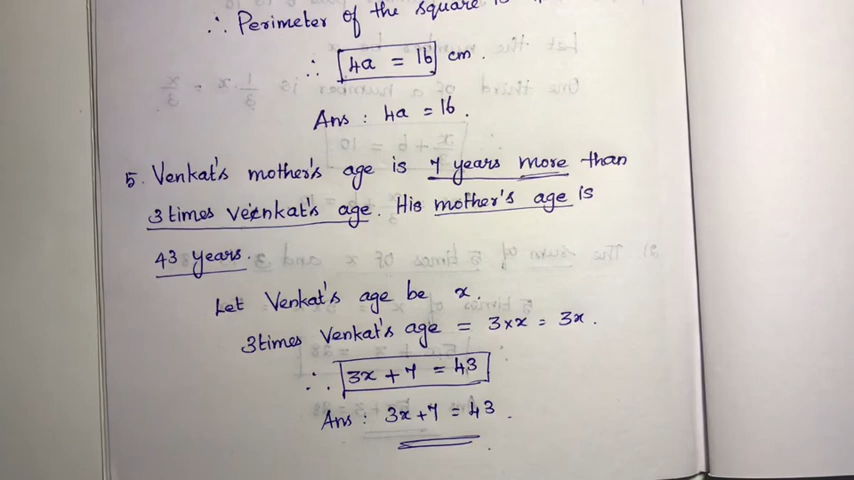 ∴ Perimeter of the square is
∴ 4a = 16 cm.
Ans : 4a = 16.
5. Venkat's mother's age is 7 years more than
3 times Venkat's age. His mother's age is
43 years.
Let Venkat's age be x.
3 times Venkat's age = 3×x = 3x.
∴ 3x + 7 = 43
Ans : 3x + 7 = 43.